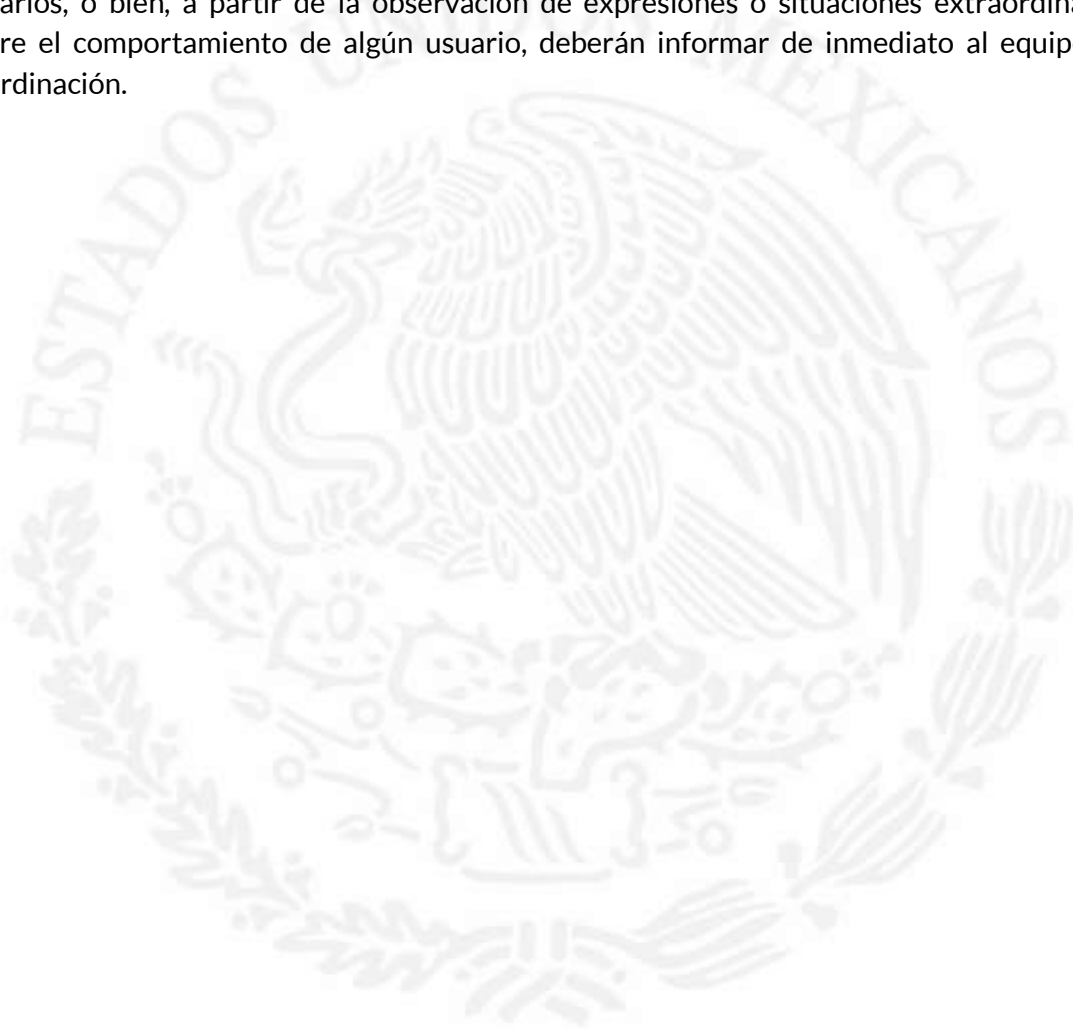 arios, o bien, a partir de la observación de expresiones o situaciones extraordina
re el comportamiento de algún usuario, deberán informar de inmediato al equip
rdinación.
ESTADOS UNIDOS MEXICANOS